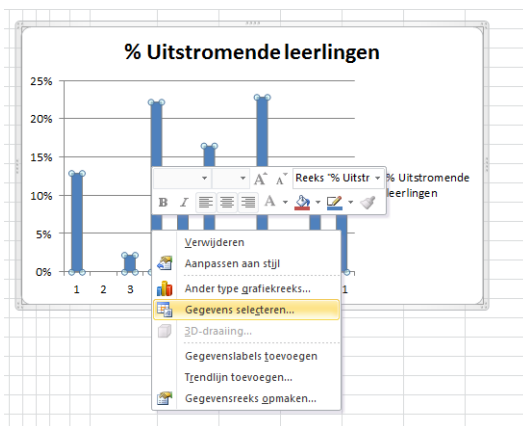 % Uitstromende leerlingen
25%
20%
15%
10%
5%
0%
1 2 3 1
Reeks "% Uitstr
% Uitstromende
leerlingen
B I A
Verwijderen
Aanpassen aan stijl
Ander type grafiekreeks...
Gegevens selecteren...
3D-draaiing...
Gegevenslabels toevoegen
Trendlijn toevoegen...
Gegevensreeks opmaken...